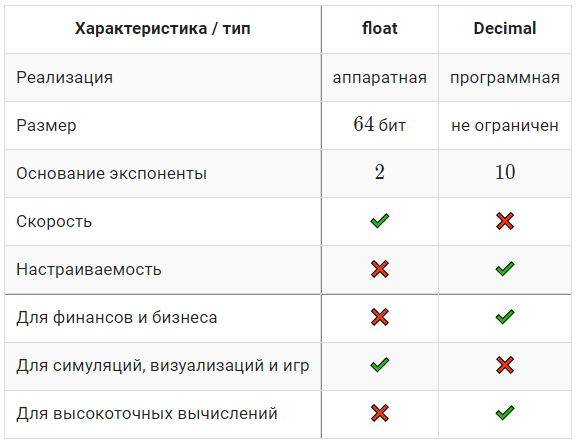 Характеристика / тип float Decimal
Реализация аппаратная программная
Размер 64 бит не ограничен
Основание экспоненты 2 10
Скорость
Настраиваемость
Для финансов и бизнеса
Для симуляций, визуализаций и игр
Для высокоточных вычислений